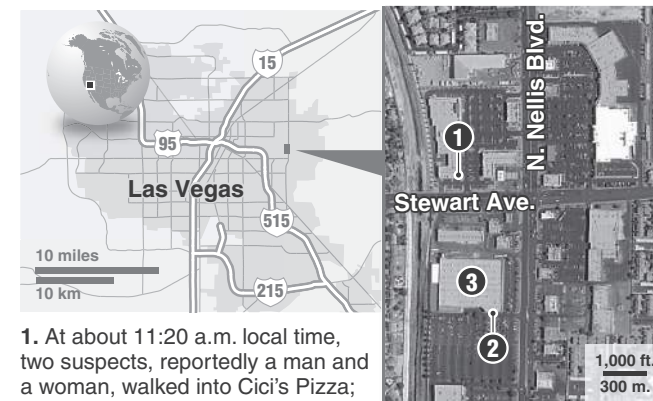 15
95
Las Vegas
515
10 miles
10 km
215
1. At about 11:20 a.m. local time,
two suspects, reportedly a man and
a woman, walked into Cici's Pizza;
N. Nellis Blvd.
1
Stewart Ave.
3
2
1,000 ft.
300 m.